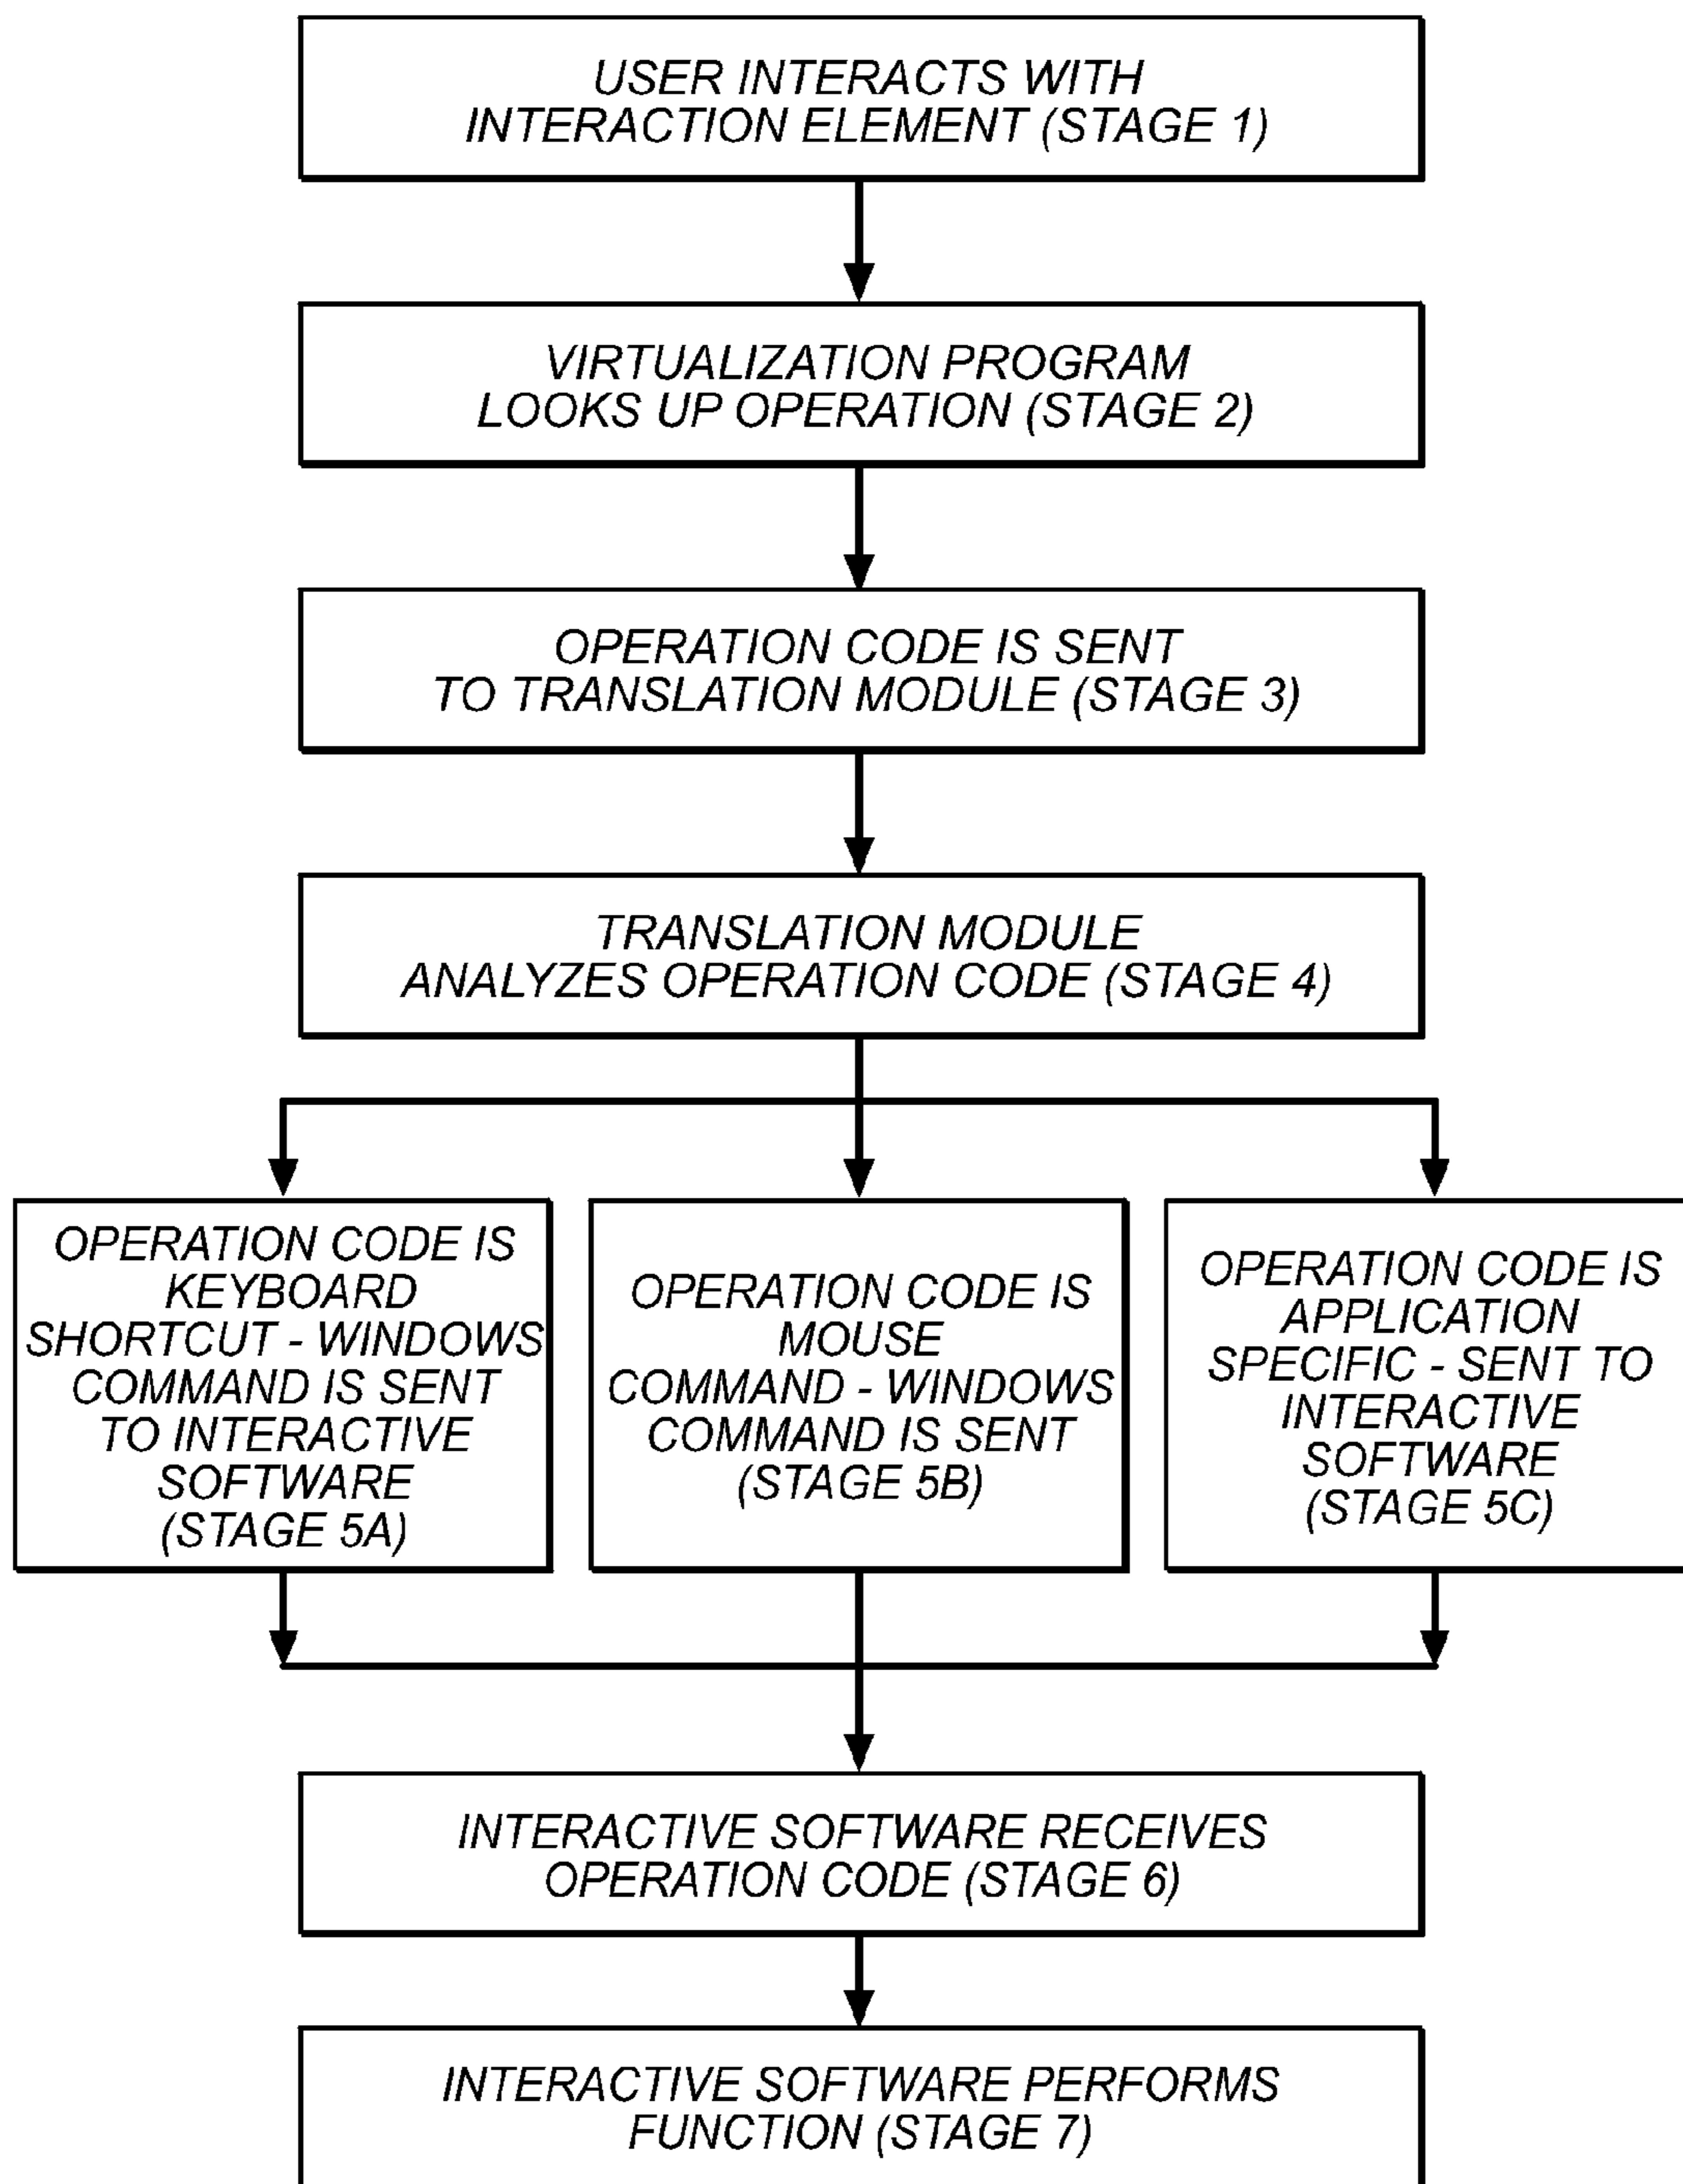 USER INTERACTS WITH
INTERACTION ELEMENT (STAGE 1)
VIRTUALIZATION PROGRAM
LOOKS UP OPERATION (STAGE 2)
OPERATION CODE IS SENT
TO TRANSLATION MODULE (STAGE 3)
TRANSLATION MODULE
ANALYZES OPERATION CODE (STAGE 4)
OPERATION CODE IS
KEYBOARD
SHORTCUT - WINDOWS
COMMAND IS SENT
TO INTERACTIVE
SOFTWARE
(STAGE 5A)
OPERATION CODE IS
MOUSE
COMMAND - WINDOWS
COMMAND IS SENT
(STAGE 5B)
OPERATION CODE IS
APPLICATION
SPECIFIC - SENT TO
INTERACTIVE
SOFTWARE
(STAGE 5C)
INTERACTIVE SOFTWARE RECEIVES
OPERATION CODE (STAGE 6)
INTERACTIVE SOFTWARE PERFORMS
FUNCTION (STAGE 7)